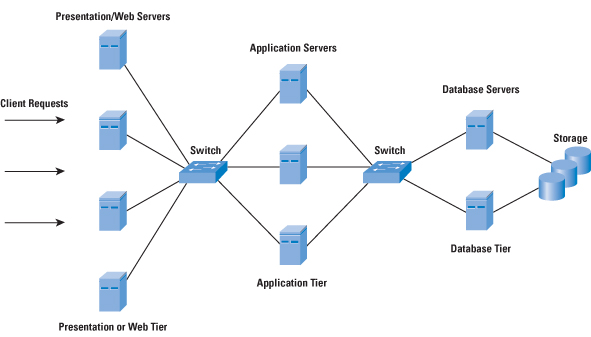 Presentation/Web Servers
Application Servers
Database Servers
Client Requests
Storage
Switch
Switch
Database Tier
Application Tier
Presentation or Web Tier